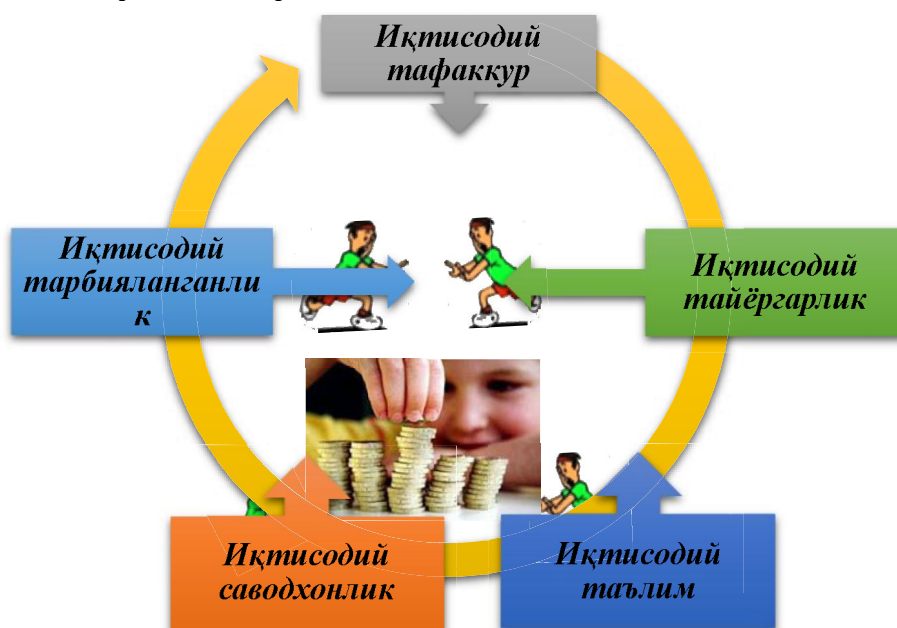 Иқтисодий
тафаккур
Иқтисодий
тарбияланганли
к
Иқтисодий
тайёргарлик
Иқтисодий
саводхонлик
Иқтисодий
таълим